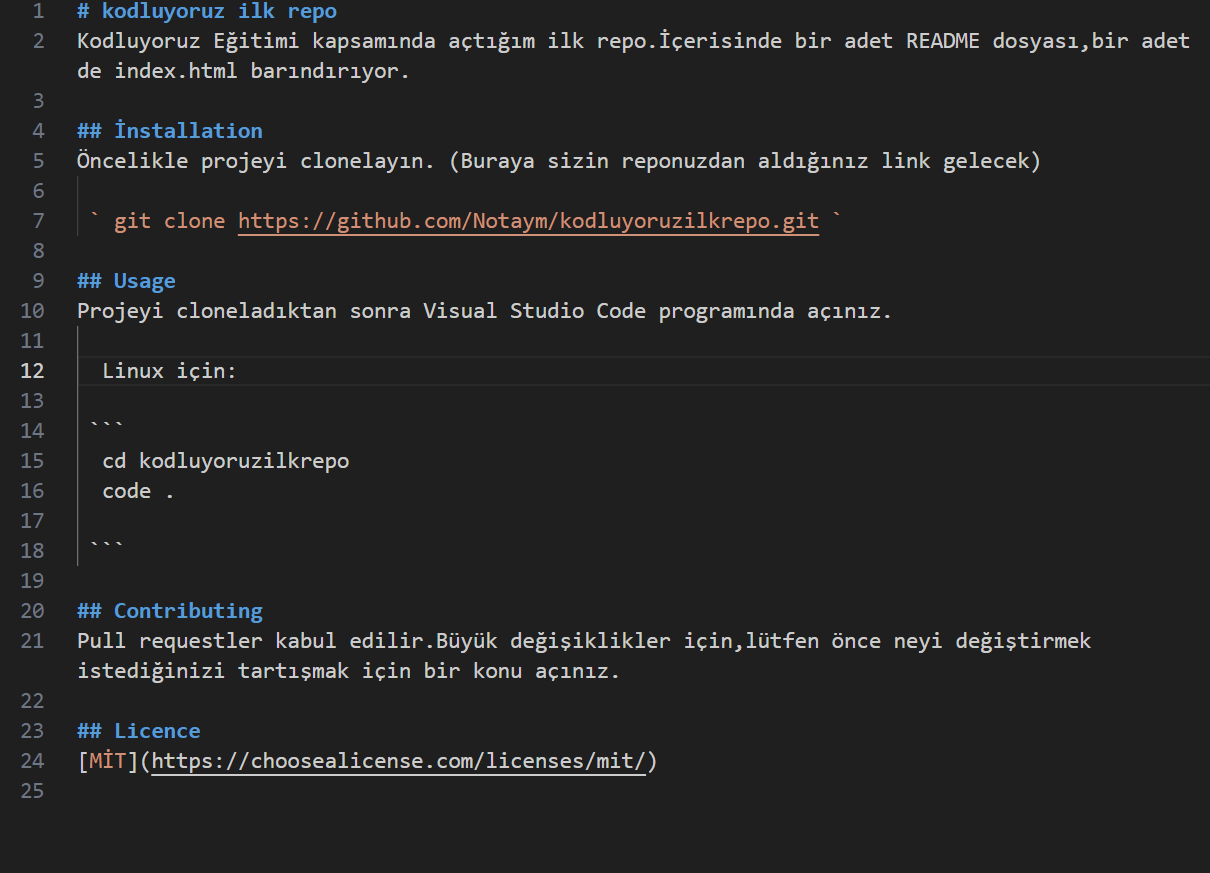 1 # kodluyoruz ilk repo
2 Kodluyoruz Eğitimi kapsamında açtığım ilk repo.İçerisinde bir adet README dosyası,bir adet
de index.html barındırıyor.
3
4 ## İnstallation
5 Öncelikle projeyi clonelayın. (Buraya sizin reponuzdan aldığınız link gelecek)
6
7 ` git clone https://github.com/Notaym/kodluyoruzilkrepo.git `
8
9 ## Usage
10 Projeyi cloneladıktan sonra Visual Studio Code programında açınız.
11
12 Linux için:
13
14 ```
15 cd kodluyoruzilkrepo
16 code .
17
18 ```
19
20 ## Contributing
21 Pull requestler kabul edilir.Büyük değişiklikler için,lütfen önce neyi değiştirmek
istediğinizi tartışmak için bir konu açınız.
22
23 ## Licence
24 [MİT](https://choosealicense.com/licenses/mit/)
25